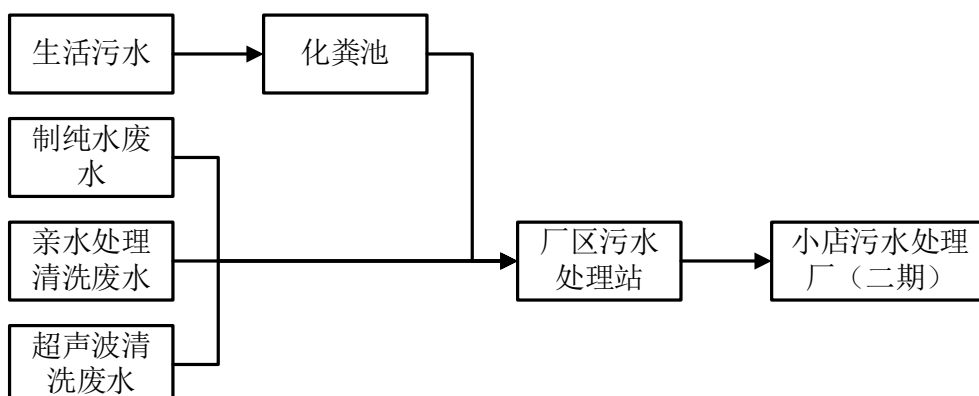 生活污水
化粪池
制纯水废
水
亲水处理
清洗废水
厂区污水
处理站
小店污水处理
厂（二期）
超声波清
洗废水